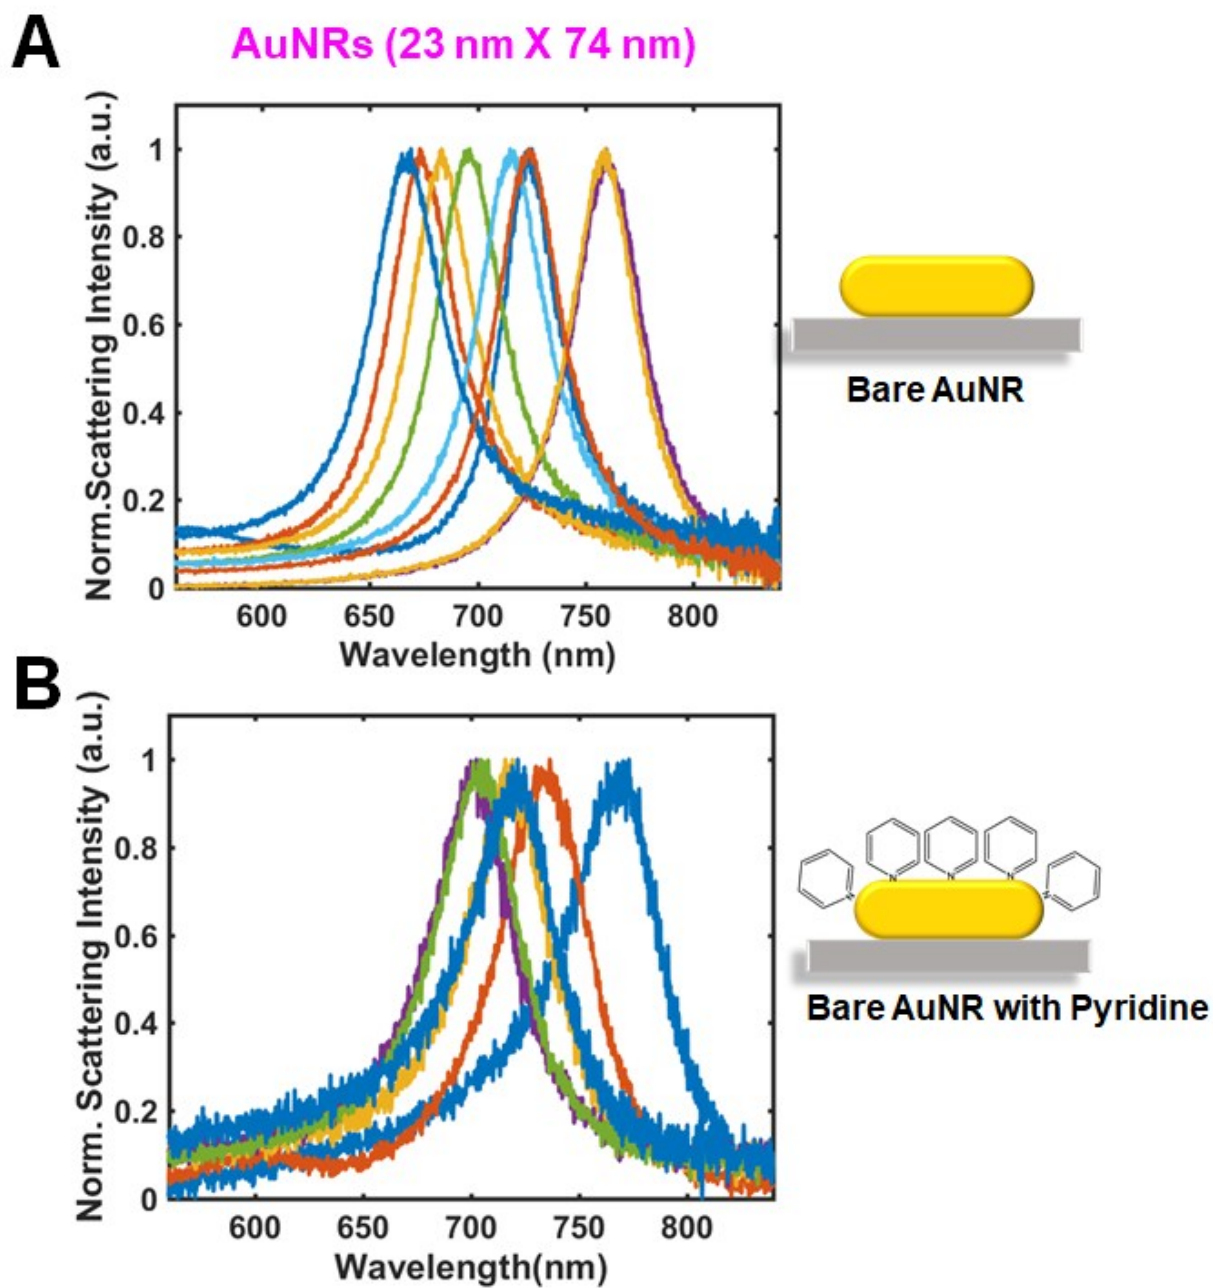 A
AuNRs (23 nm X 74 nm)
Norm.Scattering Intensity (a.u.)
1
0.8
0.6
0.4
0.2
0
600 650 700 750 800
Wavelength (nm)
Bare AuNR
B
Norm. Scattering Intensity (a.u.)
1
0.8
0.6
0.4
0.2
0
600 650 700 750 800
Wavelength(nm)
N N N N N
Bare AuNR with Pyridine